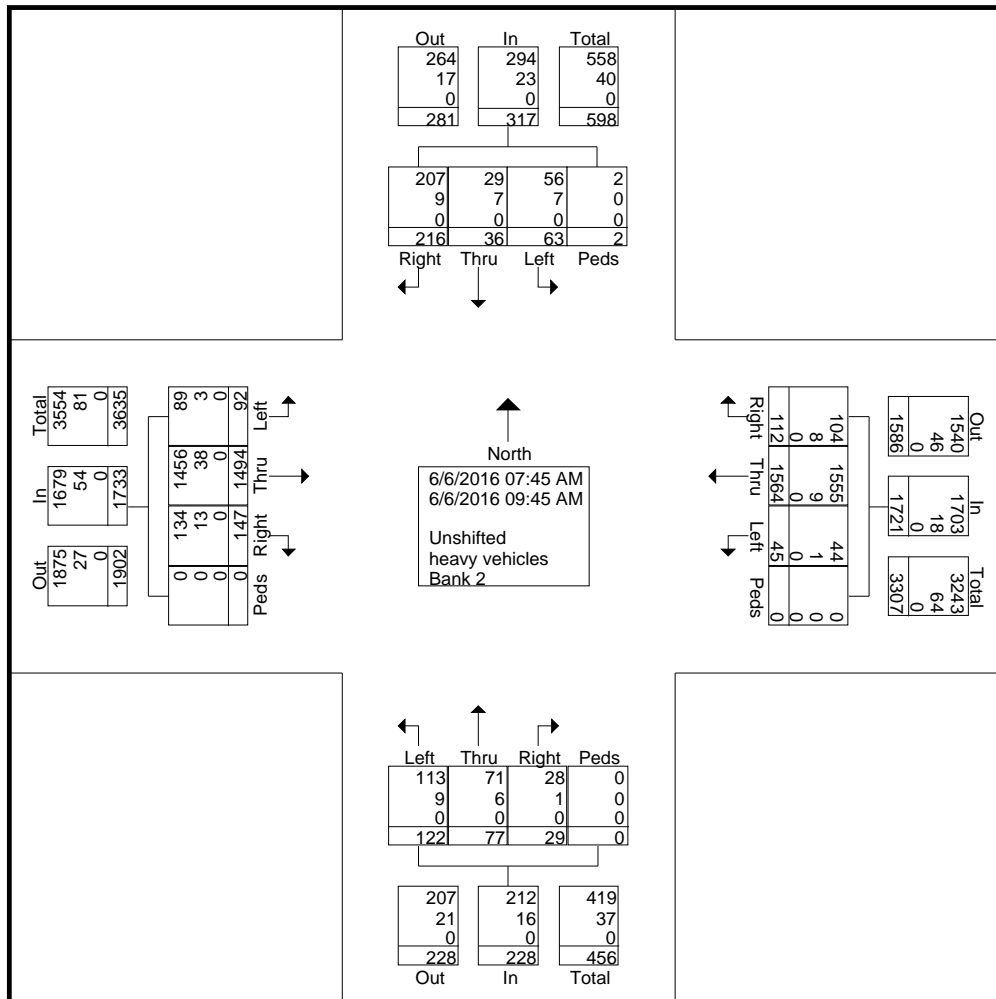 Out In Total
264 294 558
17 23 40
0 0 0
281 317 598
207 29 56 2
9 7 7 0
0 0 0 0
216 36 63 2
Right Thru Left Peds
Total
3554
81
0
3635
In
1679
54
0
1733
Out
1875
27
0
1902
89
3
0
92
Left
1456
38
0
1494
Thru
134
13
0
147
Right
0
0
0
0
Peds
North
6/6/2016 07:45 AM
6/6/2016 09:45 AM
Unshifted
heavy vehicles
Bank 2
Right
104
8
0
112
Thru
1555
9
0
1564
Left
44
1
0
45
Peds
0
0
0
0
Out
1540
46
0
1586
In
1703
18
0
1721
Total
3243
64
0
3307
Left Thru Right Peds
113 71 28 0
9 6 1 0
0 0 0 0
122 77 29 0
207 212 419
21 16 37
0 0 0
228 228 456
Out In Total